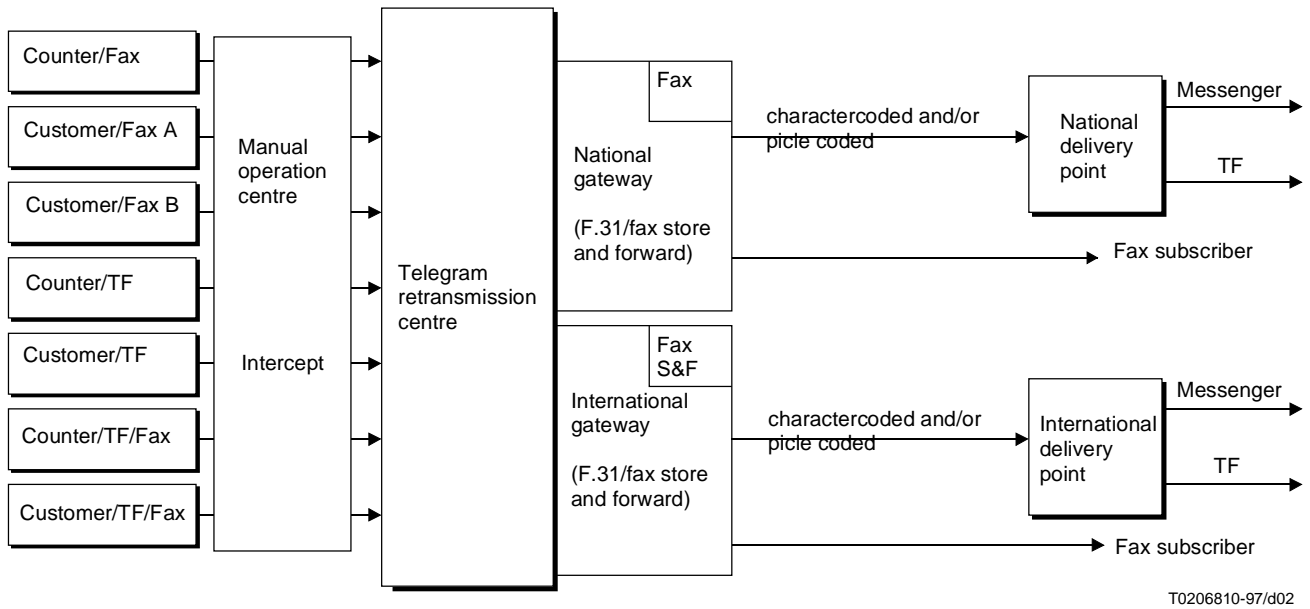 Counter/Fax
Customer/Fax A
Customer/Fax B
Counter/TF
Customer/TF
Counter/TF/Fax
Customer/TF/Fax
Manual
operation
centre
Intercept
Telegram
retransmission
centre
Fax
National
gateway
(F.31/fax store
and forward)
Fax
S&F
International
gateway
(F.31/fax store
and forward)
charactercoded and/or
picle coded
National
delivery
point
Messenger
TF
Fax subscriber
charactercoded and/or
picle coded
International
delivery
point
Messenger
TF
Fax subscriber
T0206810-97/d02